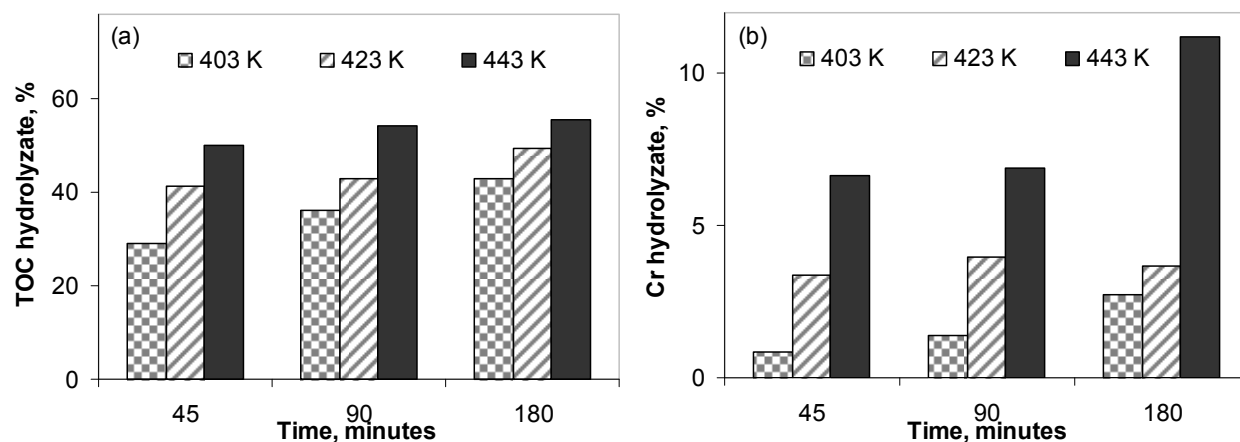 (a)
403 K 423 K 443 K
TOC hydrolyzate, %
60
40
20
0
45 90 180
Time, minutes
(b)
403 K 423 K 443 K
Cr hydrolyzate, %
10
5
0
45 90 180
Time, minutes